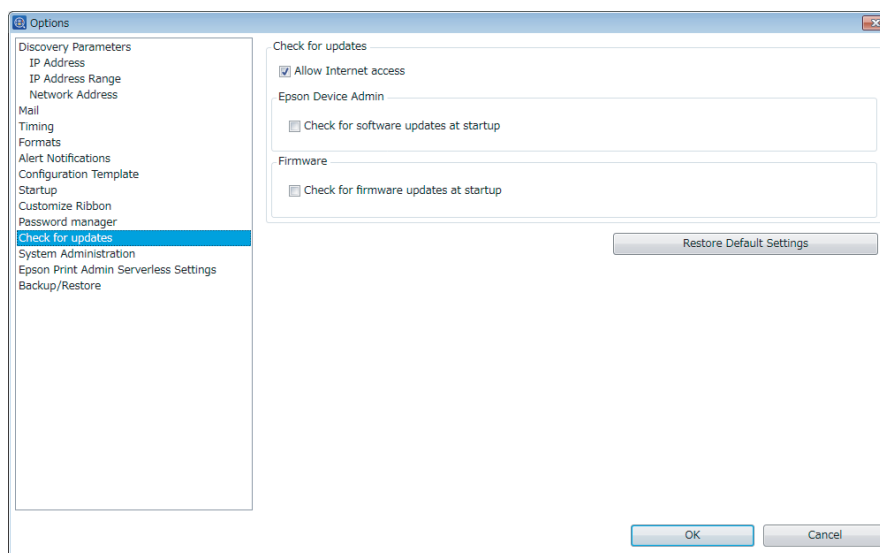 Options
Discovery Parameters
IP Address
IP Address Range
Network Address
Mail
Timing
Formats
Alert Notifications
Configuration Template
Startup
Customize Ribbon
Password manager
Check for updates
System Administration
Epson Print Admin Serverless Settings
Backup/Restore
Check for updates
Allow Internet access
Epson Device Admin
Check for software updates at startup
Firmware
Check for firmware updates at startup
Restore Default Settings
OK
Cancel